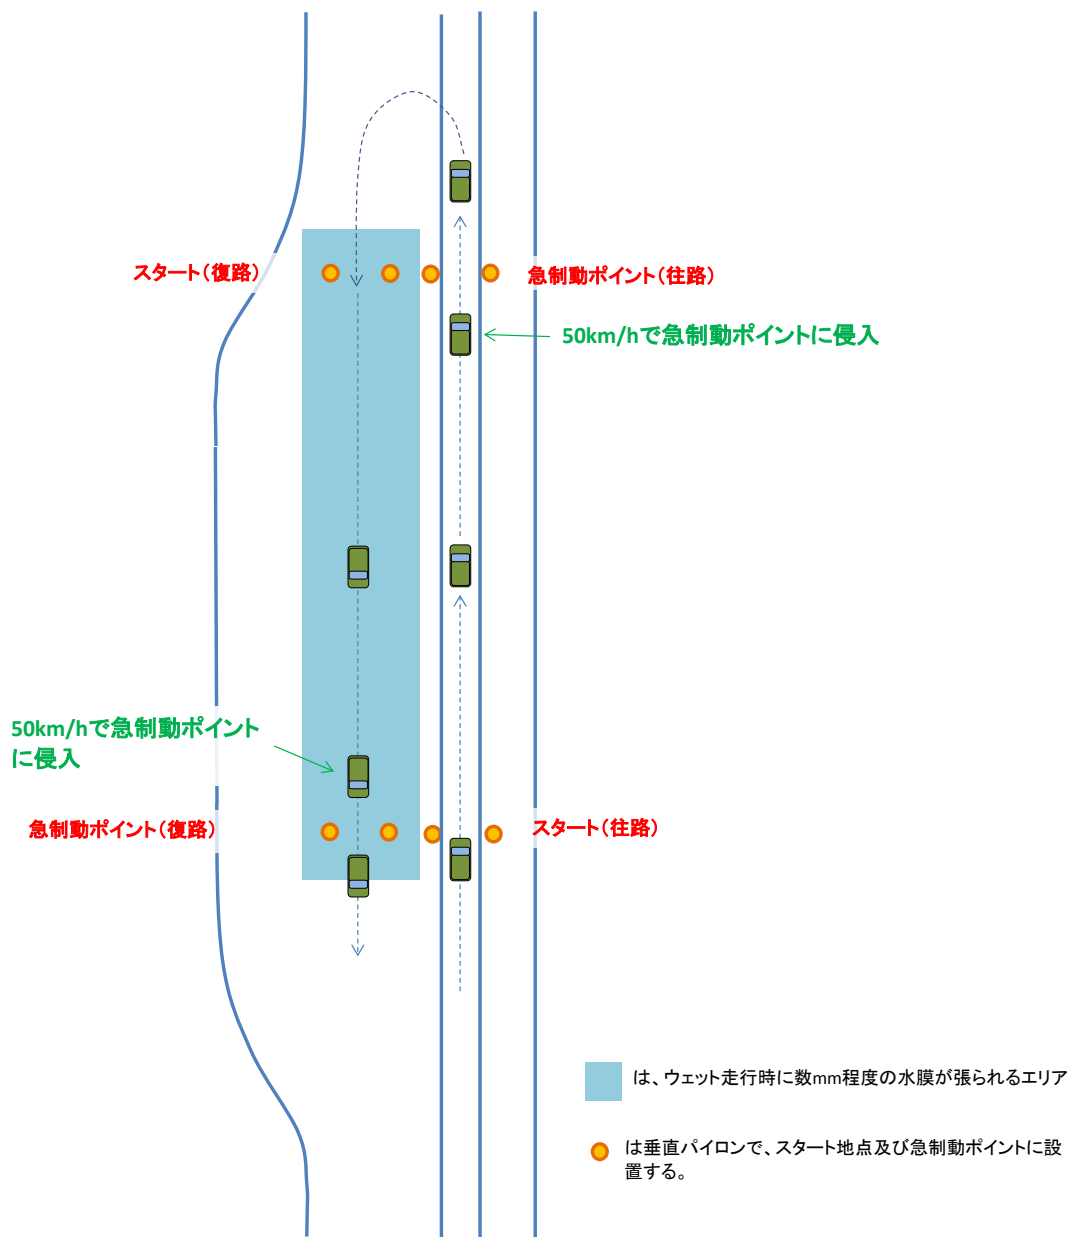 スタート(復路)
急制動ポイント(往路)
50km/hで急制動ポイントに侵入
50km/hで急制動ポイント
に侵入
急制動ポイント(復路)
スタート(往路)
は、ウェット走行時に数mm程度の水膜が張られるエリア
は垂直パイロンで、スタート地点及び急制動ポイントに設
置する。